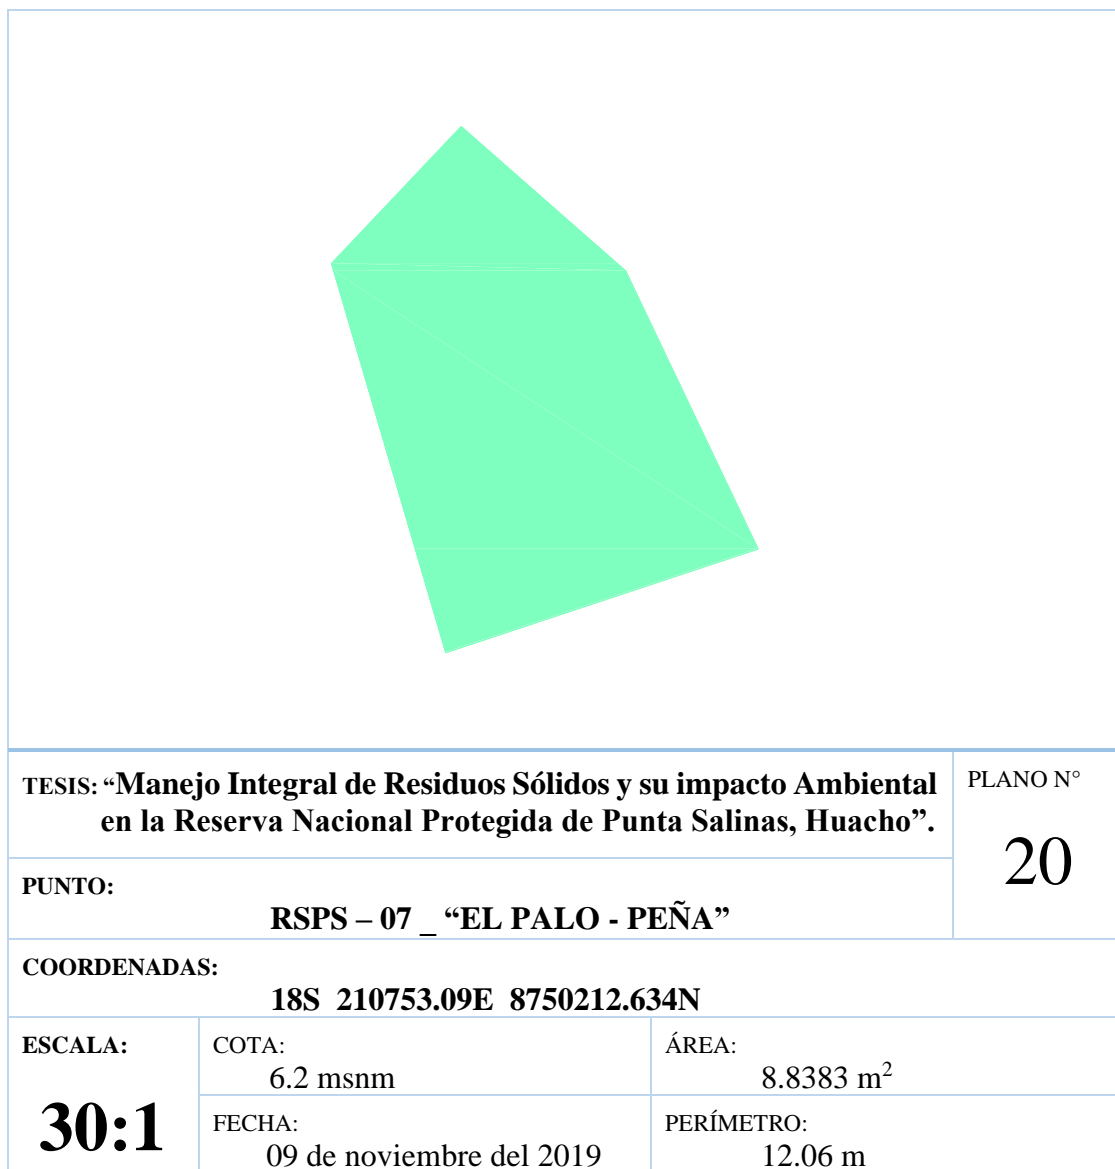 TESIS: “Manejo Integral de Residuos Sólidos y su impacto Ambiental
en la Reserva Nacional Protegida de Punta Salinas, Huacho”.
PLANO N°
20
PUNTO:
RSPS – 07 _ “EL PALO - PEÑA”
COORDENADAS:
18S 210753.09E 8750212.634N
ESCALA:
30:1
COTA:
6.2 msnm
ÁREA:
8.8383 m²
FECHA:
09 de noviembre del 2019
PERÍMETRO:
12.06 m